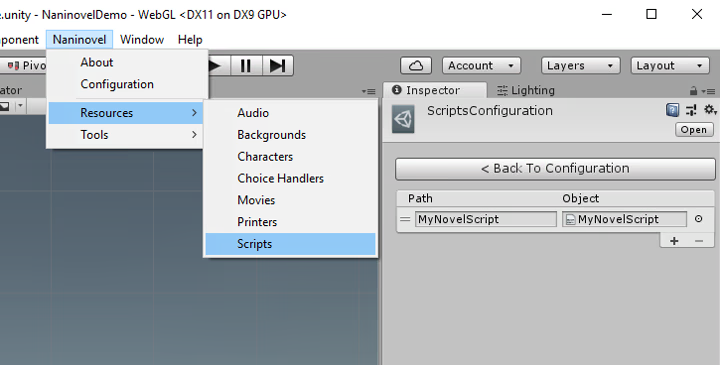 e.unity - NaninovelDemo - WebGL <DX11 on DX9 GPU>
ponent Naninovel Window Help
Pivo
Account Layers Layout
About
Configuration
Resources
Tools
Audio
Backgrounds
Characters
Choice Handlers
Movies
Printers
Scripts
ator
Inspector Lighting
ScriptsConfiguration
Open
< Back To Configuration
Path Object
MyNovelScript MyNovelScript
+ −